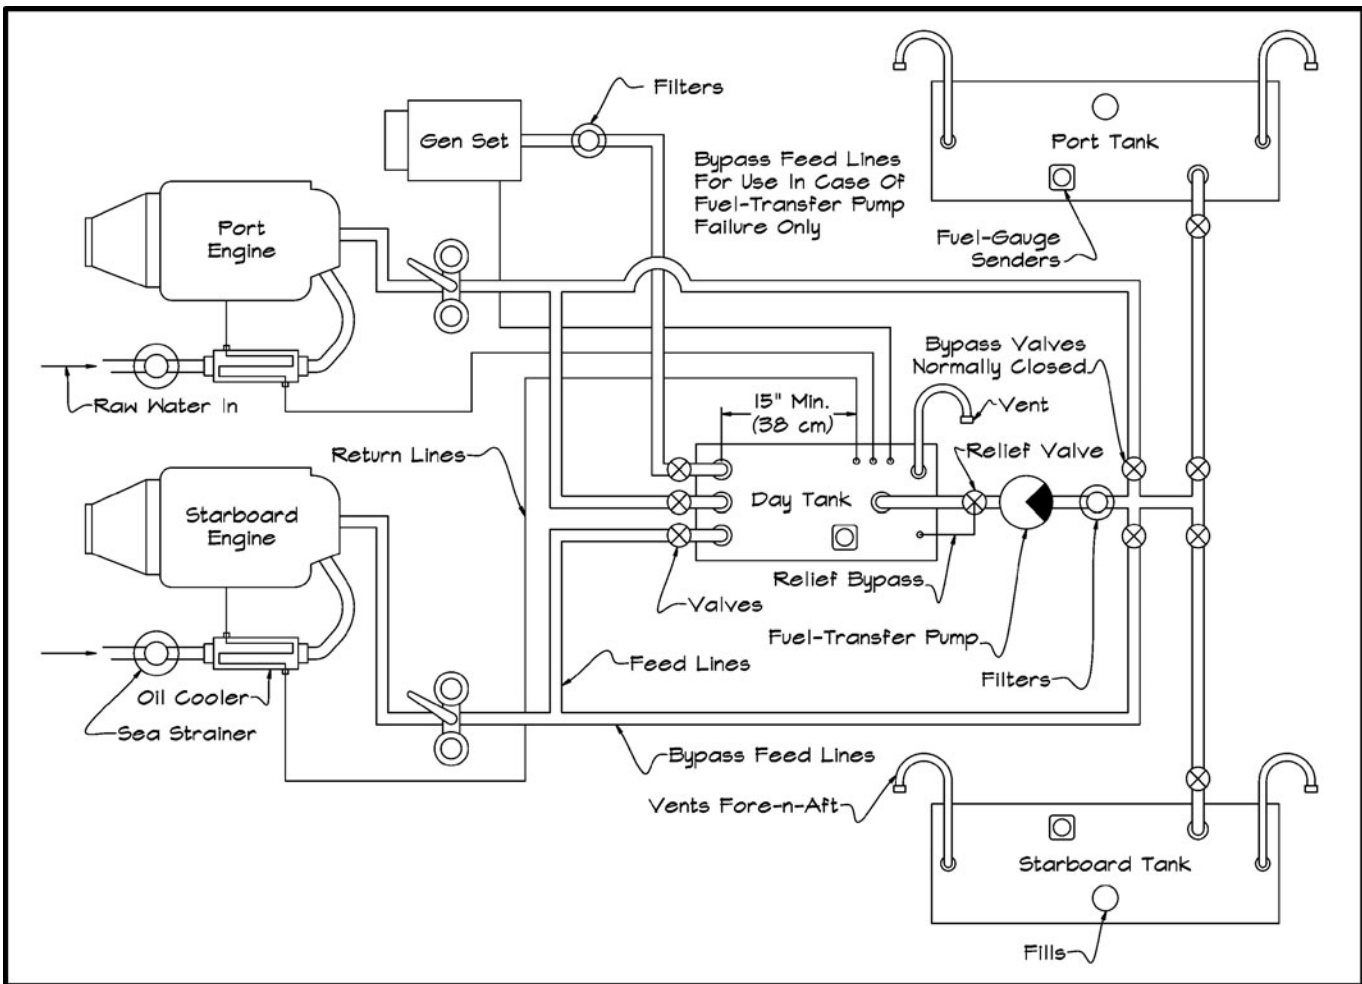 Filters
Gen Set
Bypass Feed Lines
For Use In Case Of
Fuel-Transfer Pump
Failure Only
Port Tank
Fuel-Gauge
Senders
Port
Engine
Raw Water In
Bypass Valves
Normally Closed
15" Min.
(38 cm)
Vent
Return Lines
Relief Valve
Day Tank
Starboard
Engine
Relief Bypass
Valves
Fuel-Transfer Pump
Feed Lines
Filters
Oil Cooler
Sea Strainer
Bypass Feed Lines
Vents Fore-n-Aft
Starboard Tank
Fills